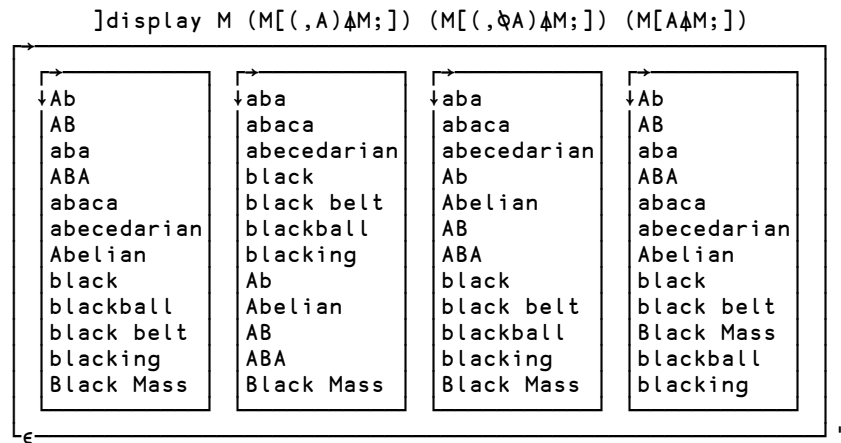 ]display M (M[(,A)⍋M;]) (M[(,⍉A)⍋M;]) (M[A⍋M;])
┌→─────────────────────────────────────────────────────────────┐
│ ┌→───────────┐ ┌→───────────┐ ┌→───────────┐ ┌→───────────┐ │
│ ↓Ab          │ ↓aba         │ ↓aba         │ ↓Ab          │ │
│ │AB          │ │abaca       │ │abaca       │ │AB          │ │
│ │aba         │ │abecedarian│ │abecedarian│ │aba         │ │
│ │ABA         │ │black       │ │Ab          │ │ABA         │ │
│ │abaca       │ │black belt  │ │Abelian     │ │abaca       │ │
│ │abecedarian│ │blackball   │ │AB          │ │abecedarian│ │
│ │Abelian     │ │blacking    │ │ABA         │ │Abelian     │ │
│ │black       │ │Ab          │ │black       │ │black       │ │
│ │blackball   │ │Abelian     │ │black belt  │ │black belt  │ │
│ │black belt  │ │AB          │ │blackball   │ │Black Mass  │ │
│ │blacking    │ │ABA         │ │blacking    │ │blackball   │ │
│ │Black Mass  │ │Black Mass  │ │Black Mass  │ │blacking    │ │
│ └────────────┘ └────────────┘ └────────────┘ └────────────┘ │
└∊─────────────────────────────────────────────────────────────┘ '